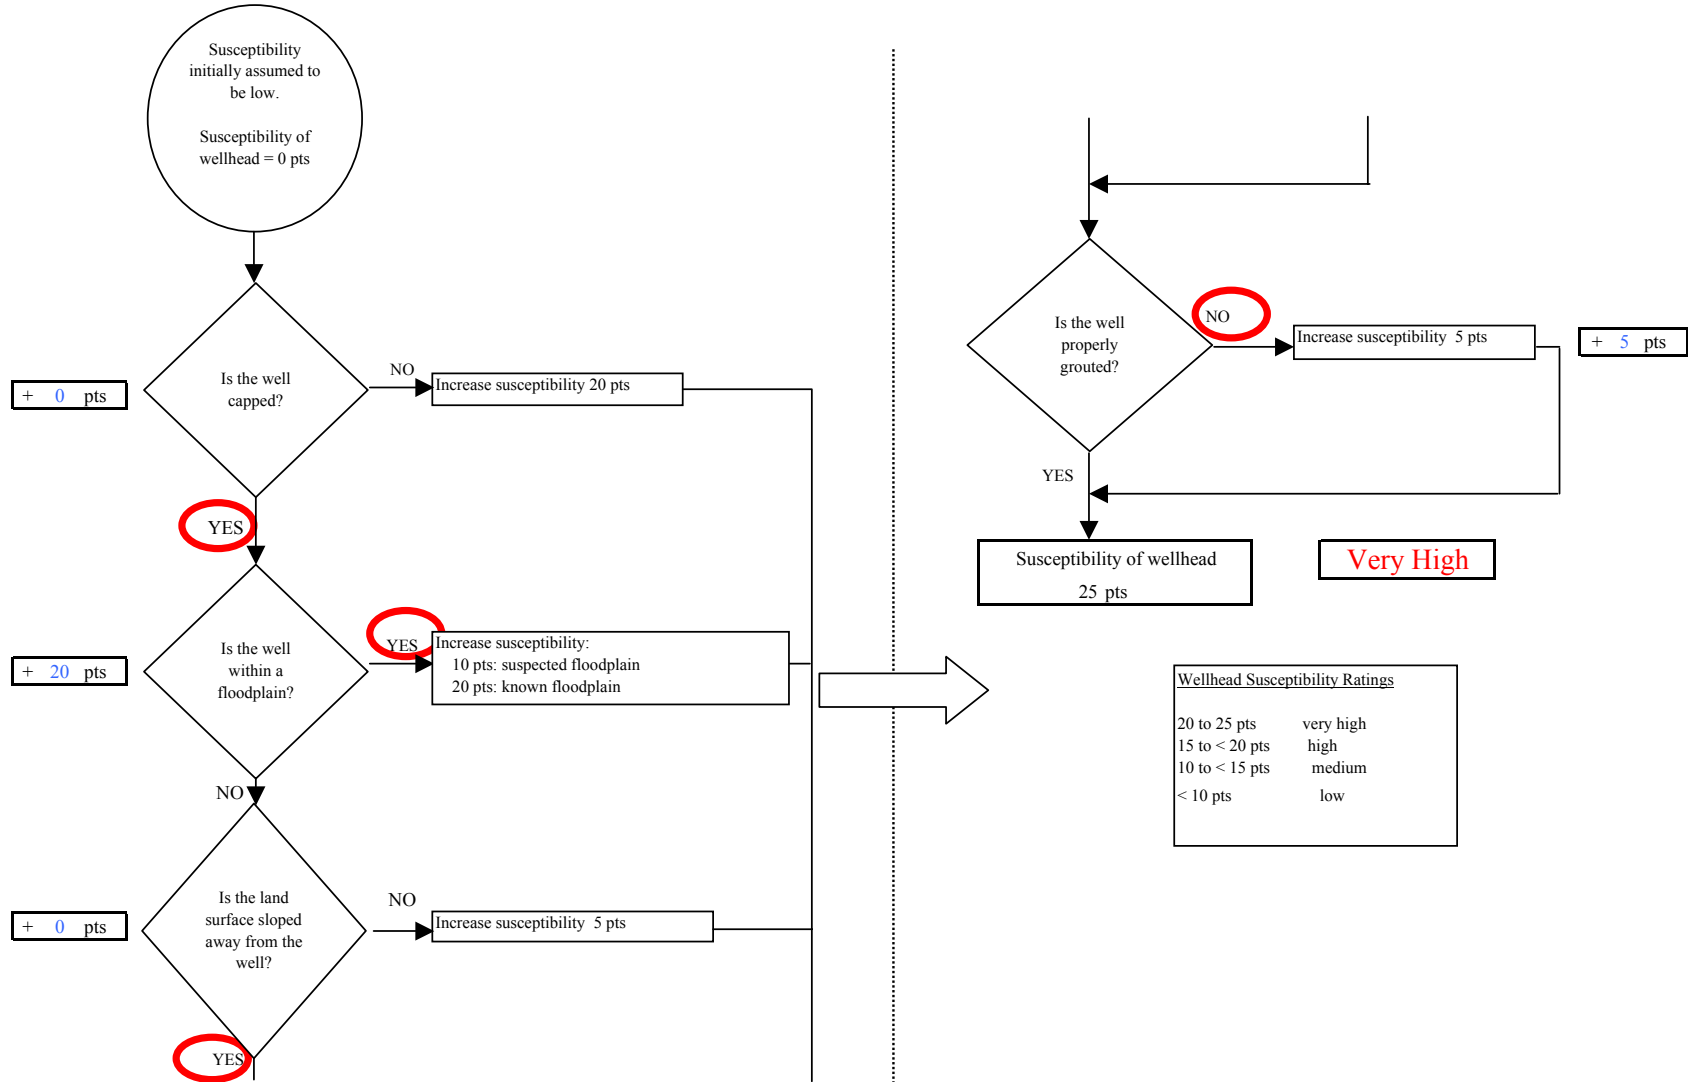 Susceptibility
initially assumed to
be low.
Susceptibility of
wellhead = 0 pts
Is the well
capped?
NO
Increase susceptibility 20 pts
+ 0 pts
YES
Is the well
within a
floodplain?
YES
Increase susceptibility:
10 pts: suspected floodplain
20 pts: known floodplain
+ 20 pts
NO
Is the land
surface sloped
away from the
well?
NO
Increase susceptibility 5 pts
+ 0 pts
YES
Is the well
properly
grouted?
NO
Increase susceptibility 5 pts
+ 5 pts
YES
Susceptibility of wellhead
25 pts
Very High
Wellhead Susceptibility Ratings
20 to 25 pts very high
15 to < 20 pts high
10 to < 15 pts medium
< 10 pts low